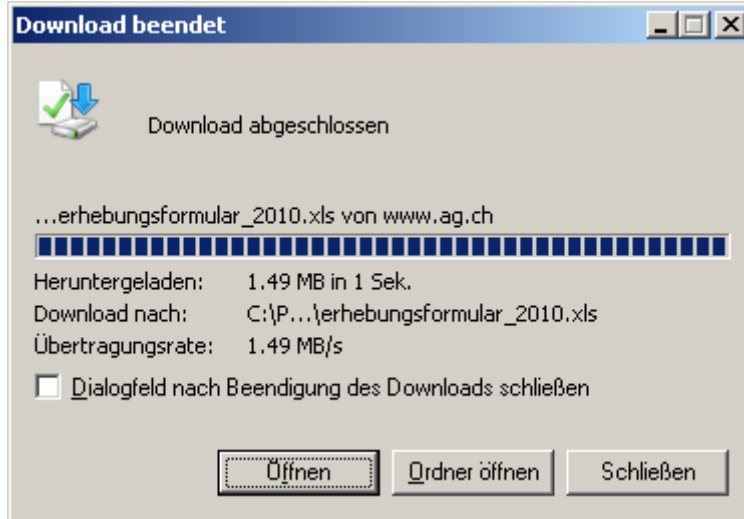 Download beendet
Download abgeschlossen
...erhebungsformular_2010.xls von www.ag.ch
Heruntergeladen: 1.49 MB in 1 Sek.
Download nach: C:\P...\erhebungsformular_2010.xls
Übertragungsrate: 1.49 MB/s
Dialogfeld nach Beendigung des Downloads schließen
Öffnen Ordner öffnen Schließen